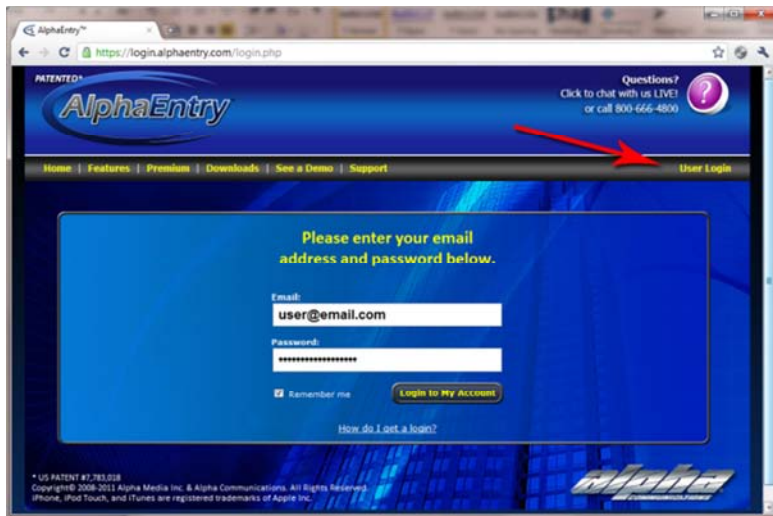 AlphaEntry™
https://login.alphaentry.com/login.php
PATENTED*
AlphaEntry
Questions?
Click to chat with us LIVE!
or call 800-666-4800
?
Home | Features | Premium | Downloads | See a Demo | Support
User Login
Please enter your email
address and password below.
Email:
user@email.com
Password:
Remember me
Login to My Account
How do I get a login?
* US PATENT #7,783,018
Copyright© 2008-2011 Alpha Media Inc. & Alpha Communications. All Rights Reserved.
iPhone, iPod Touch, and iTunes are registered trademarks of Apple Inc.
alpha
COMMUNICATIONS